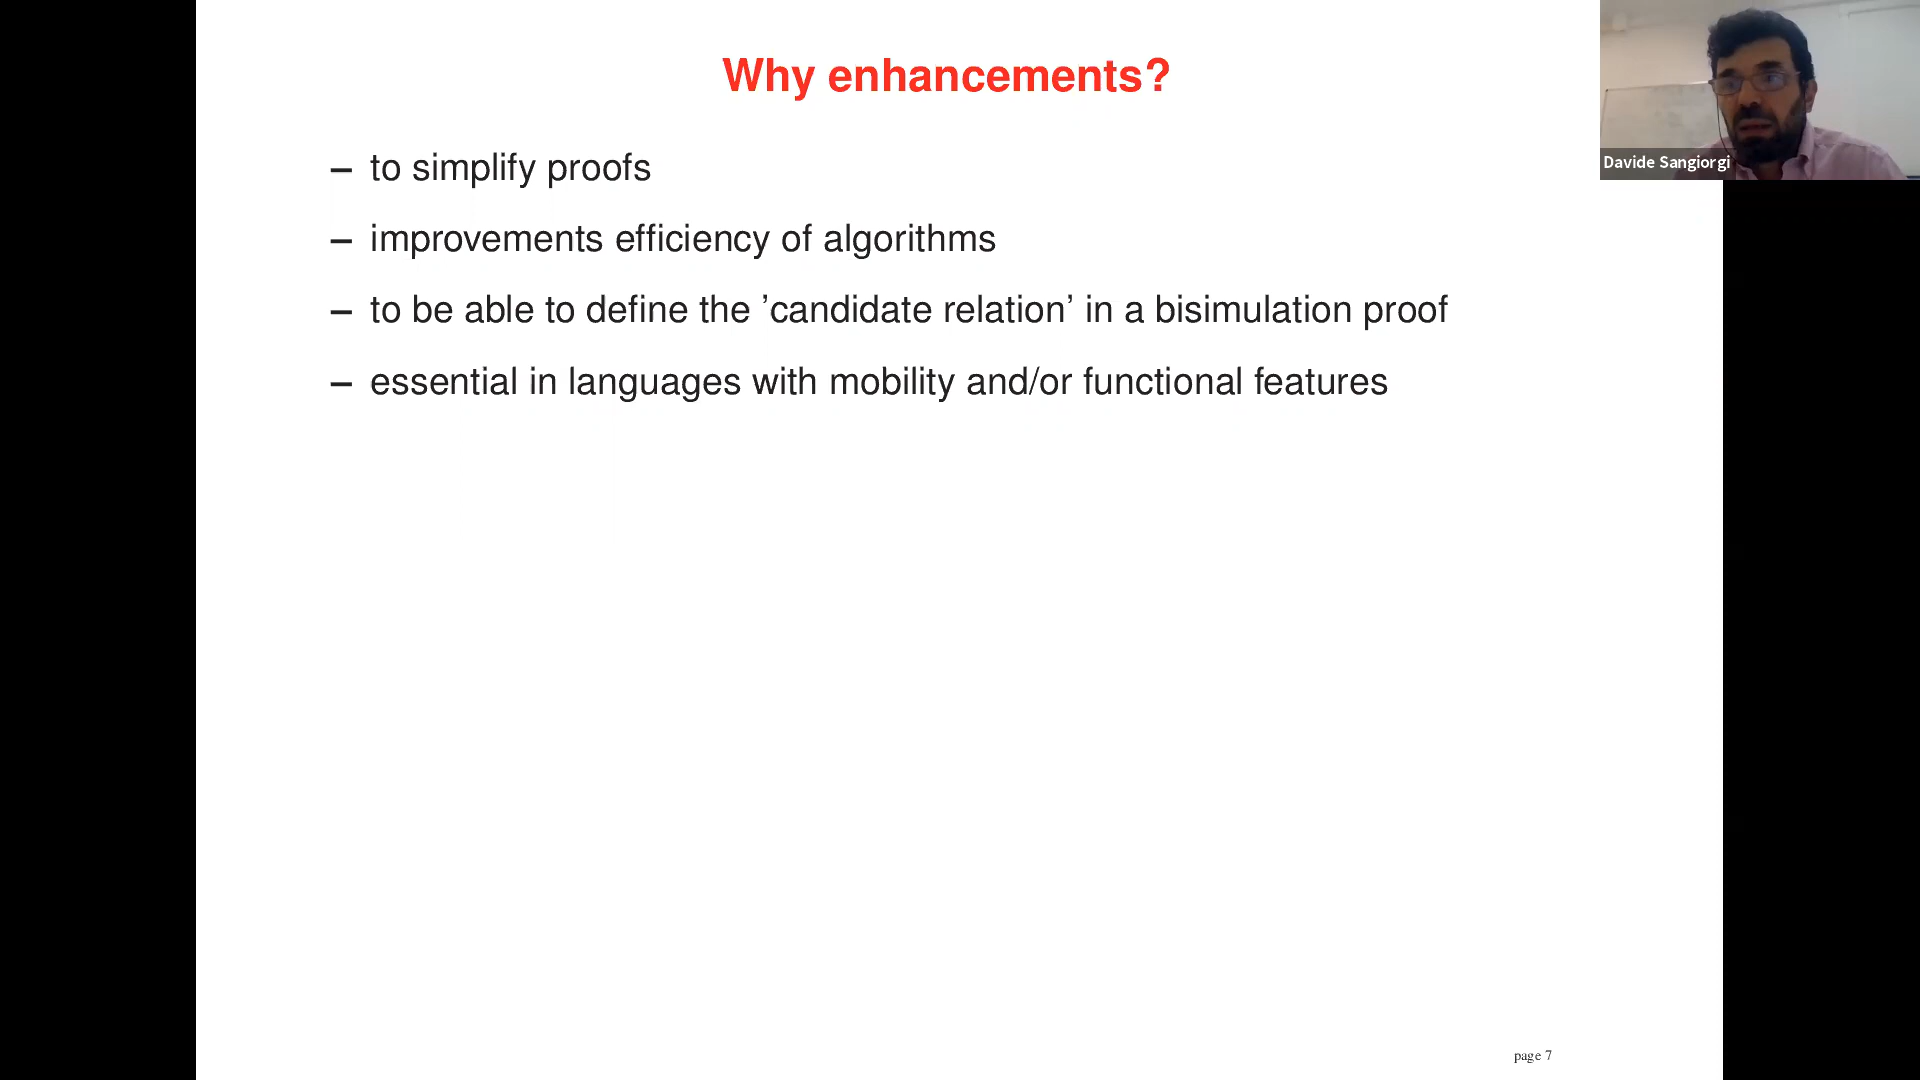 Why enhancements?
– to simplify proofs
– improvements efficiency of algorithms
– to be able to define the ’candidate relation’ in a bisimulation proof
– essential in languages with mobility and/or functional features
Davide Sangiorgi
page 7